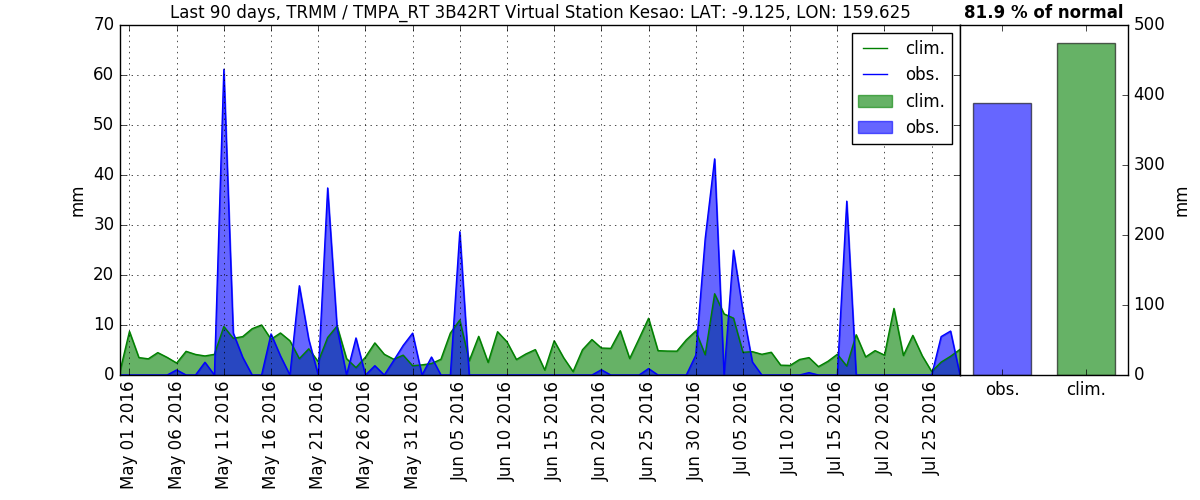 Last 90 days, TRMM / TMPA_RT 3B42RT Virtual Station Kesao: LAT: -9.125, LON: 159.625
81.9 % of normal
70
60
50
40
30
20
10
0
mm
clim.
obs.
clim.
obs.
500
400
300
200
100
0
mm
May 01 2016
May 06 2016
May 11 2016
May 16 2016
May 21 2016
May 26 2016
May 31 2016
Jun 05 2016
Jun 10 2016
Jun 15 2016
Jun 20 2016
Jun 25 2016
Jun 30 2016
Jul 05 2016
Jul 10 2016
Jul 15 2016
Jul 20 2016
Jul 25 2016
obs.
clim.